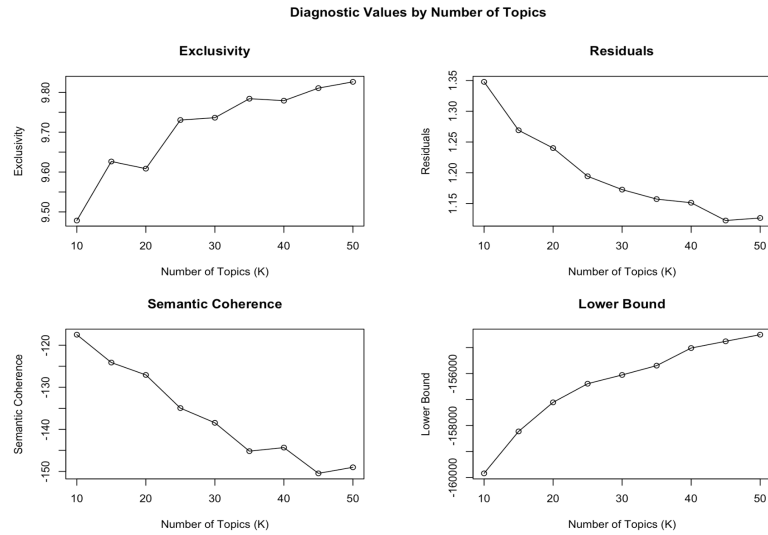 Diagnostic Values by Number of Topics
Exclusivity
Exclusivity
9.50 9.60 9.70 9.80
10 20 30 40 50
Number of Topics (K)
Residuals
Residuals
1.15 1.20 1.25 1.30 1.35
10 20 30 40 50
Number of Topics (K)
Semantic Coherence
Semantic Coherence
-150 -140 -130 -120
10 20 30 40 50
Number of Topics (K)
Lower Bound
Lower Bound
-160000 -158000 -156000
10 20 30 40 50
Number of Topics (K)